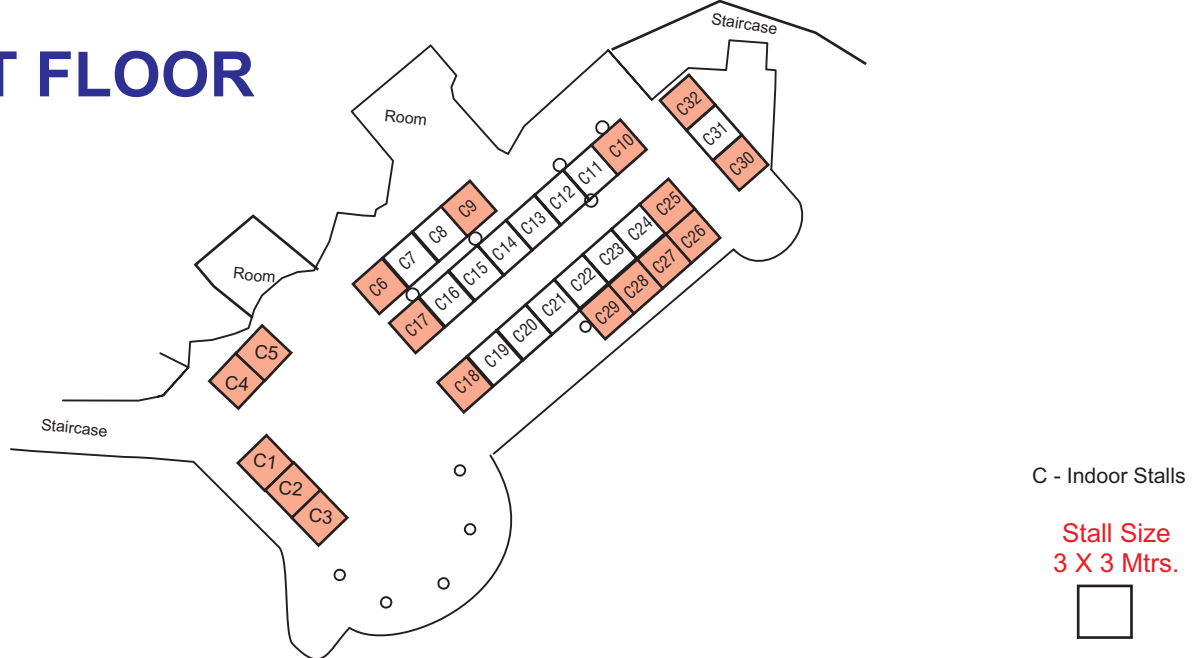 T FLOOR
Staircase
Room
Room
Staircase
C32
C31
C30
C10
C11
C12
C13
C14
C15
C16
C17
C9
C8
C7
C6
C25
C24
C23
C22
C21
C20
C19
C18
C26
C27
C28
C29
C5
C4
C1
C2
C3
C - Indoor Stalls
Stall Size
3 X 3 Mtrs.